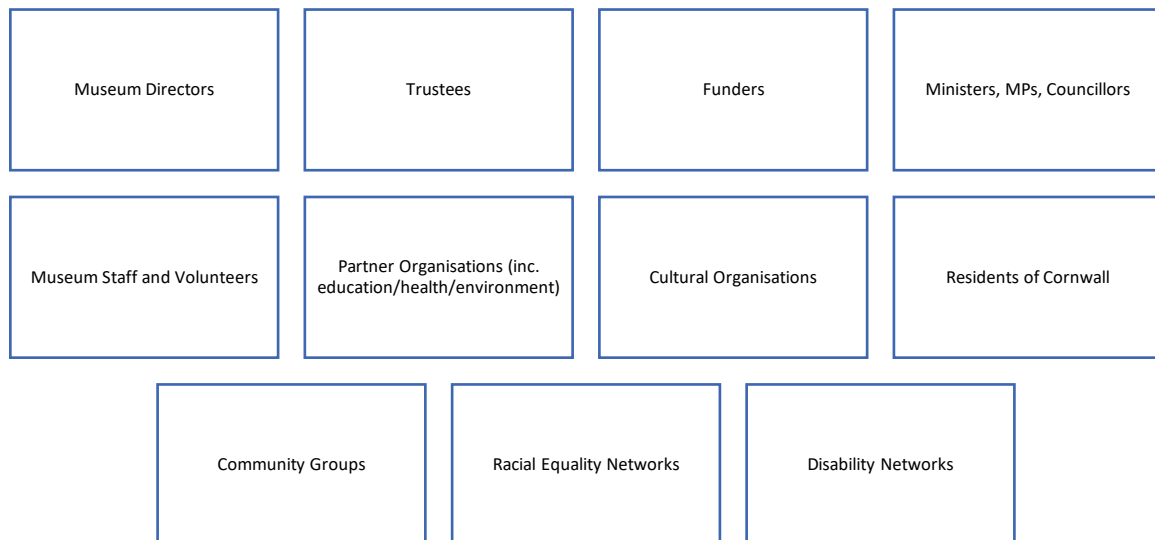 Museum Directors
Trustees
Funders
Ministers, MPs, Councillors
Museum Staff and Volunteers
Partner Organisations (inc.
education/health/environment)
Cultural Organisations
Residents of Cornwall
Community Groups
Racial Equality Networks
Disability Networks